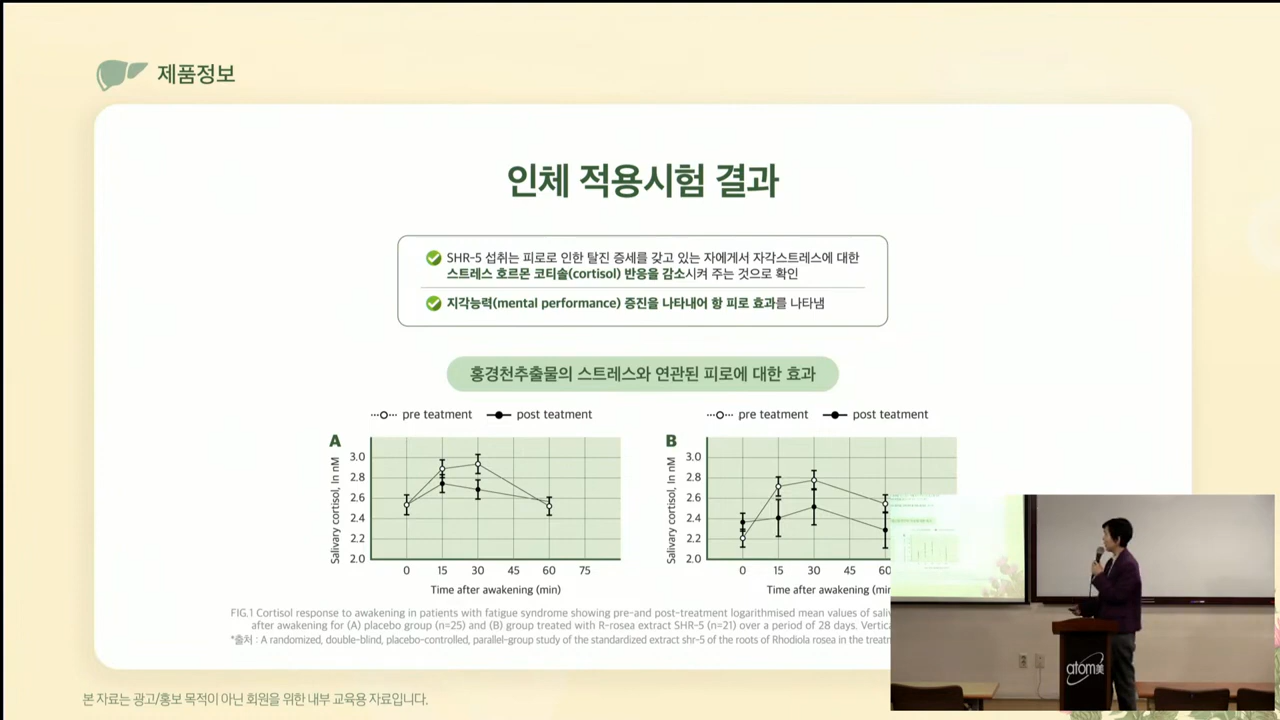 제품정보
인체 적용시험 결과
SHR-5 섭취는 피로로 인한 탈진 증세를 갖고 있는 자에게서 자각스트레스에 대한
스트레스 호르몬 코티솔(cortisol) 반응을 감소시켜 주는 것으로 확인
지각능력(mental performance) 증진을 나타내어 항 피로 효과를 나타냄
홍경천추출물의 스트레스와 연관된 피로에 대한 효과
pre teatment
post teatment
A
Salivary cortisol, In nM
3.0
2.8
2.6
2.4
2.2
2.0
0 15 30 45 60 75
Time after awakening (min)
pre teatment
post teatment
B
Salivary cortisol, In nM
3.0
2.8
2.6
2.4
2.2
2.0
0 15 30 45 60
Time after awakening (min)
FIG.1 Cortisol response to awakening in patients with fatigue syndrome showing pre-and post-treatment logarithmised mean values of
after awakening for (A) placebo group (n=25) and (B) group treated with R-rosea extract SHR-5 (n=21) over a period of 28 days.
*출처 : A randomized, double-blind, placebo-controlled, parallel-group study of the standardized extract shr-5 of the roots of Rhodiola rosea in the
atom美
본 자료는 광고/홍보 목적이 아닌 회원을 위한 내부 교육용 자료입니다.